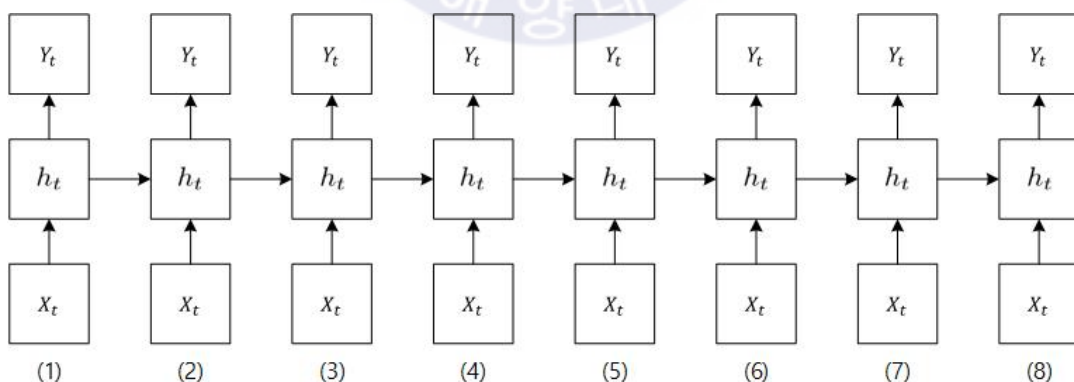 Y_t Y_t Y_t Y_t Y_t Y_t Y_t Y_t
h_t h_t h_t h_t h_t h_t h_t h_t
X_t X_t X_t X_t X_t X_t X_t X_t
(1) (2) (3) (4) (5) (6) (7) (8)